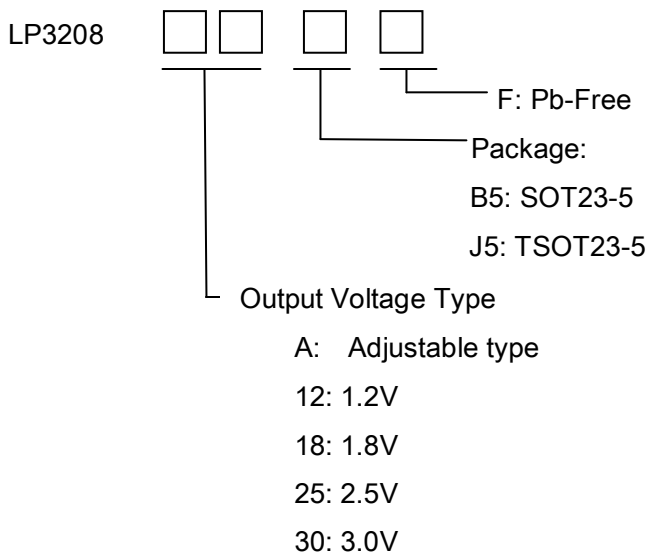 LP3208
F: Pb-Free
Package:
B5: SOT23-5
J5: TSOT23-5
Output Voltage Type
A: Adjustable type
12: 1.2V
18: 1.8V
25: 2.5V
30: 3.0V